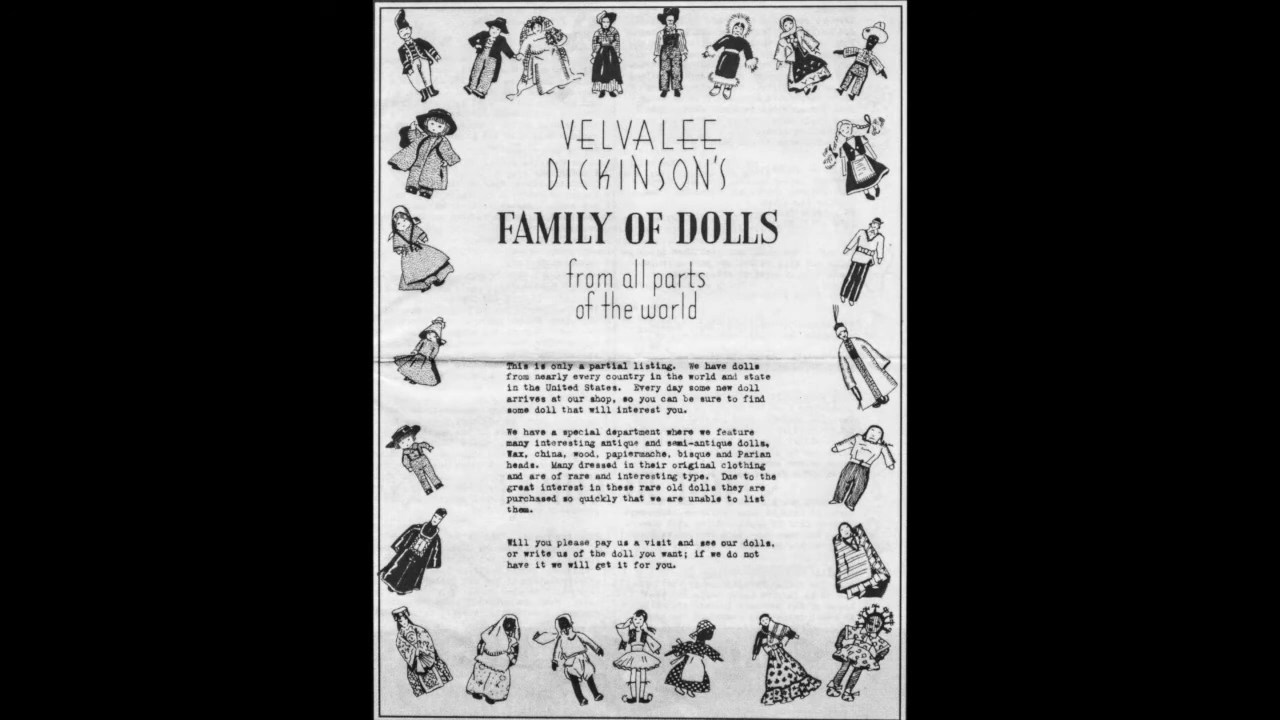 VELVALEE
DICKINSON'S
FAMILY OF DOLLS
from all parts
of the world
This is only a partial listing. We have dolls
from nearly every country in the world and state
in the United States. Every day some new doll
arrives at our shop, so you can be sure to find
some doll that will interest you.
We have a special department where we feature
many interesting antique and semi-antique dolls,
Wax, china, wood, papiermache, bisque and Parian
heads. Many dressed in their original clothing
and are of rare and interesting type. Due to the
great interest in these rare old dolls they are
purchased so quickly that we are unable to list
them.
Will you please pay us a visit and see our dolls,
or write us of the doll you want; if we do not
have it we will get it for you.